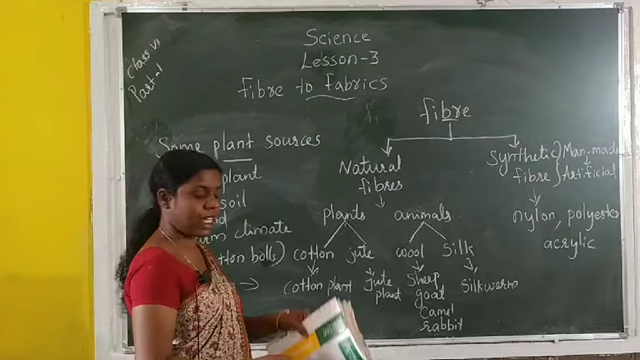 Class VI
Part-1
Science
Lesson-3
Fibre to Fabrics
Some plant sources
plant
soil
climate
bolls)
fibre
Natural
fibres
Synthetic
fibre
Man-made
Artificial
plants animals
cotton jute wool Silk
nylon, polyester
acrylic
cotton plant
Jute
plant
Sheep
goat
Camel
rabbit
Silkworm